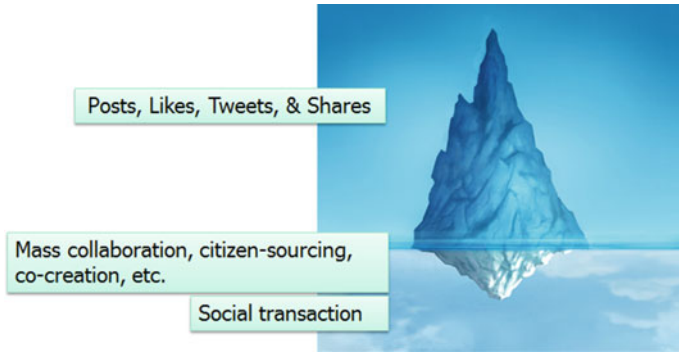 Posts, Likes, Tweets, & Shares
Mass collaboration, citizen-sourcing,
co-creation, etc.
Social transaction